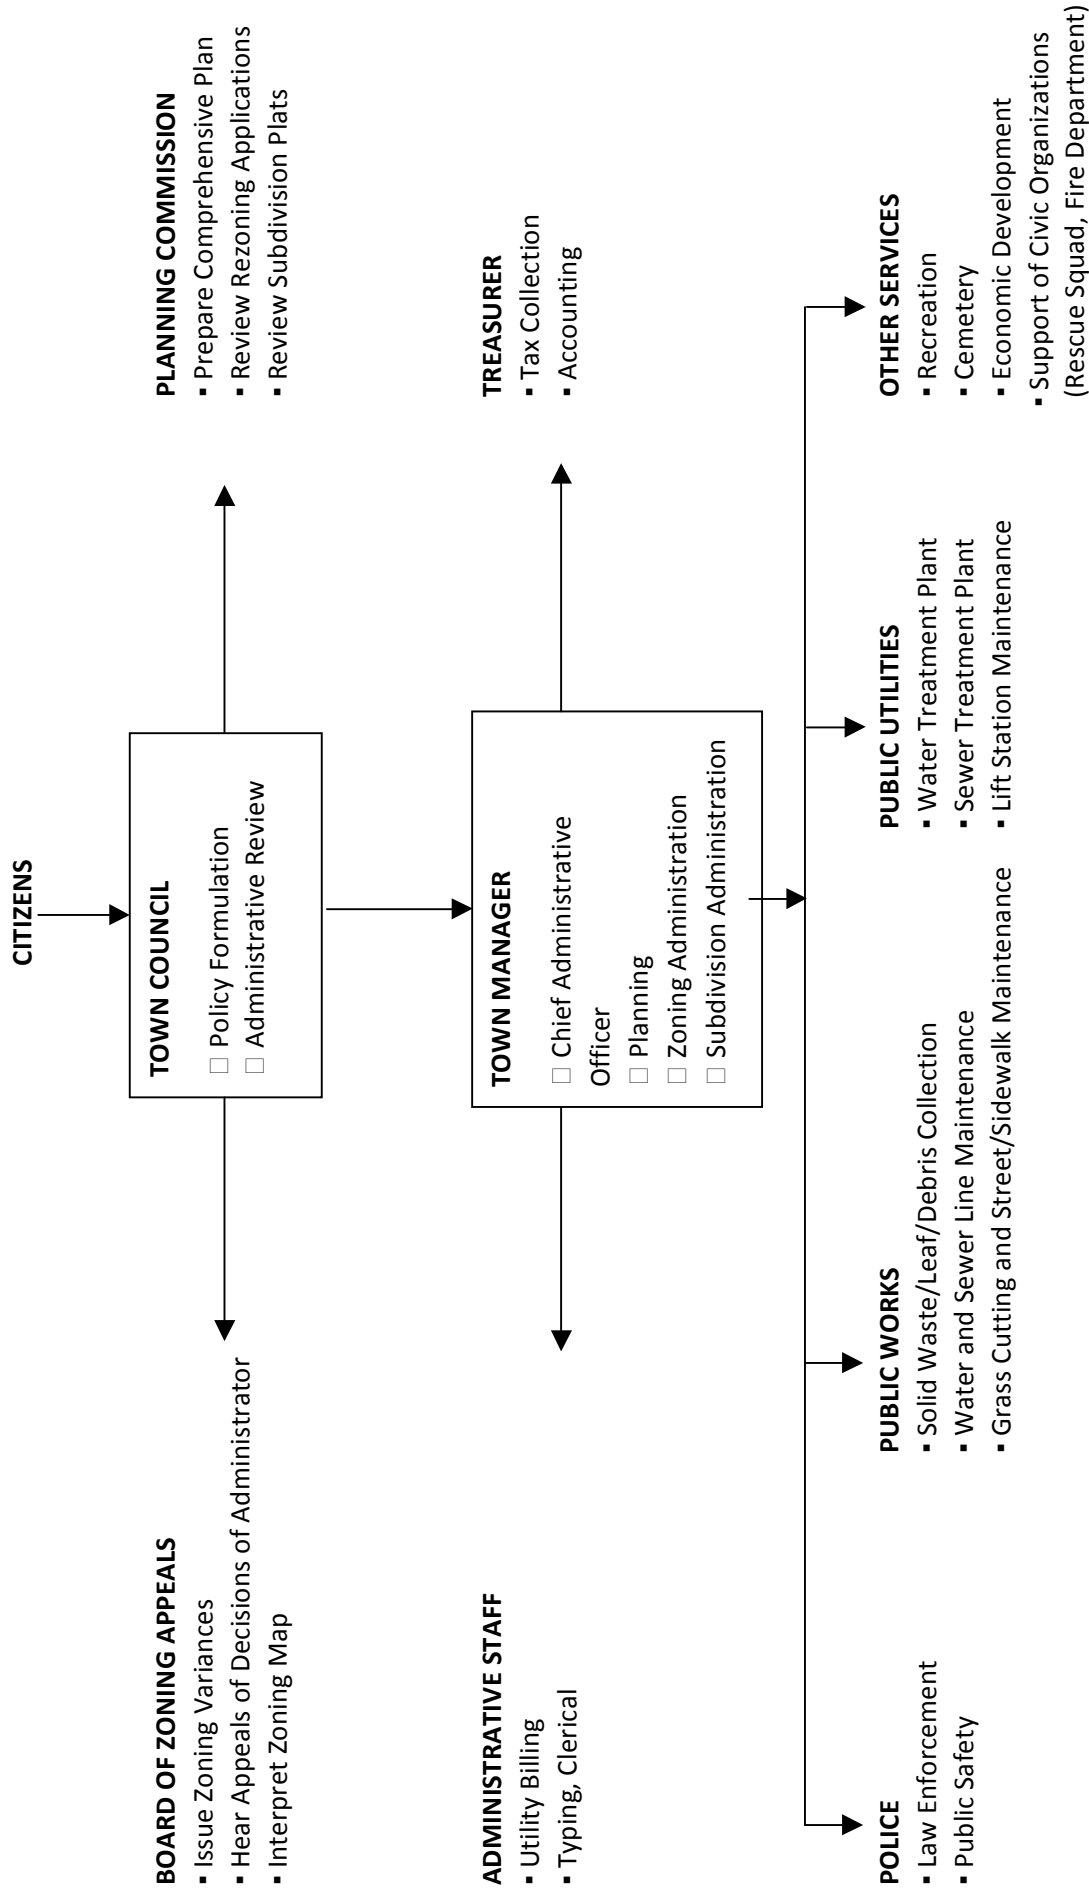 CITIZENS
TOWN COUNCIL
□ Policy Formulation
□ Administrative Review
BOARD OF ZONING APPEALS
▪ Issue Zoning Variances
▪ Hear Appeals of Decisions of Administrator
▪ Interpret Zoning Map
PLANNING COMMISSION
▪ Prepare Comprehensive Plan
▪ Review Rezoning Applications
▪ Review Subdivision Plats
TOWN MANAGER
□ Chief Administrative
Officer
□ Planning
□ Zoning Administration
□ Subdivision Administration
ADMINISTRATIVE STAFF
▪ Utility Billing
▪ Typing, Clerical
TREASURER
▪ Tax Collection
▪ Accounting
POLICE
▪ Law Enforcement
▪ Public Safety
PUBLIC WORKS
▪ Solid Waste/Leaf/Debris Collection
▪ Water and Sewer Line Maintenance
▪ Grass Cutting and Street/Sidewalk Maintenance
PUBLIC UTILITIES
▪ Water Treatment Plant
▪ Sewer Treatment Plant
▪ Lift Station Maintenance
OTHER SERVICES
▪ Recreation
▪ Cemetery
▪ Economic Development
▪ Support of Civic Organizations
(Rescue Squad, Fire Department)